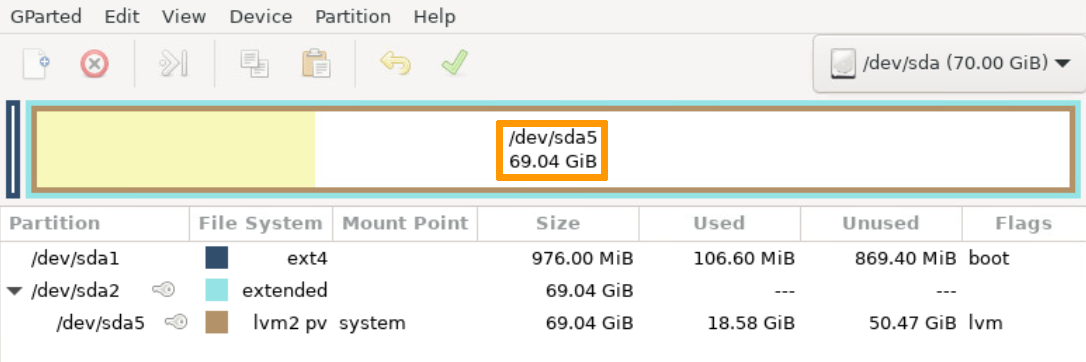 GParted Edit View Device Partition Help
/dev/sda (70.00 GiB)
/dev/sda5
69.04 GiB
Partition File System Mount Point Size Used Unused Flags
/dev/sda1 ext4 976.00 MiB 106.60 MiB 869.40 MiB boot
/dev/sda2 extended 69.04 GiB --- ---
/dev/sda5 lvm2 pv system 69.04 GiB 18.58 GiB 50.47 GiB lvm